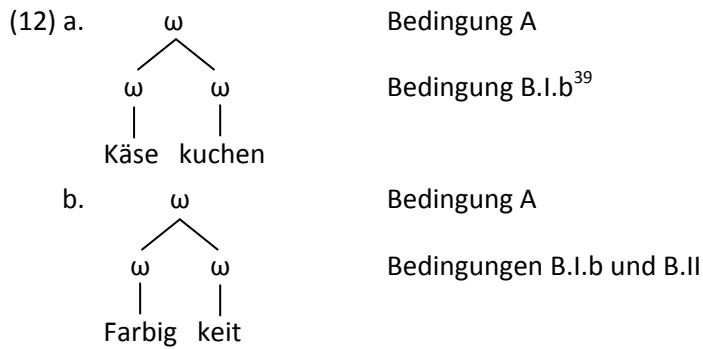 (12) a. ω Bedingung A
ω ω Bedingung B.I.b39
Käse kuchen
b. ω Bedingung A
ω ω Bedingungen B.I.b und B.II
Farbig keit